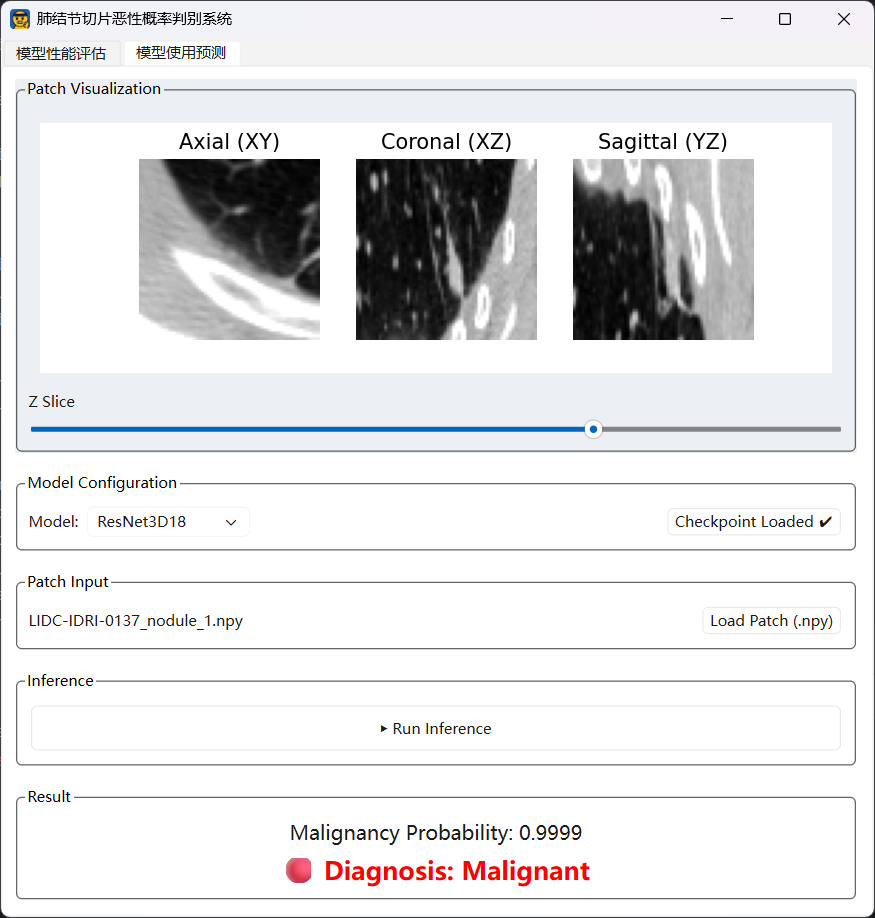 肺结节切片恶性概率判别系统
模型性能评估 模型使用预测
Patch Visualization
Axial (XY) Coronal (XZ) Sagittal (YZ)
Z Slice
Model Configuration
Model: ResNet3D18 Checkpoint Loaded ✔
Patch Input
LIDC-IDRI-0137_nodule_1.npy Load Patch (.npy)
Inference
▸ Run Inference
Result
Malignancy Probability: 0.9999
Diagnosis: Malignant